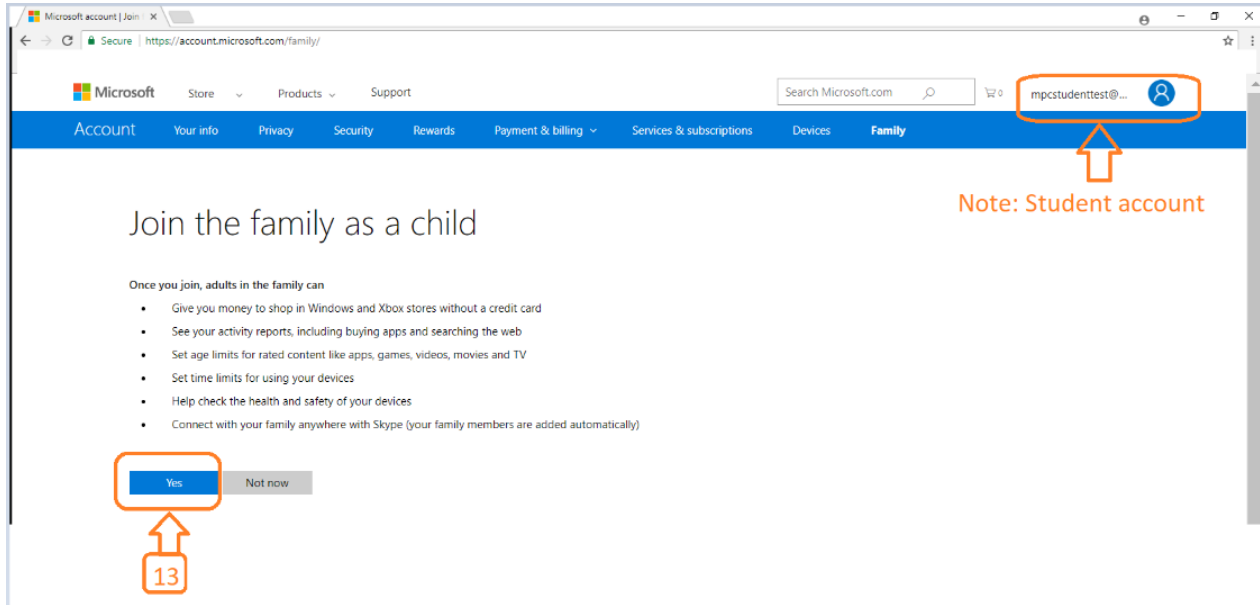 Microsoft account | Join
Secure | https://account.microsoft.com/family/
Microsoft Store Products Support Search Microsoft.com 0 mpcstudenttest@...
Account Your info Privacy Security Rewards Payment & billing Services & subscriptions Devices Family
Note: Student account
Join the family as a child
Once you join, adults in the family can
• Give you money to shop in Windows and Xbox stores without a credit card
• See your activity reports, including buying apps and searching the web
• Set age limits for rated content like apps, games, videos, movies and TV
• Set time limits for using your devices
• Help check the health and safety of your devices
• Connect with your family anywhere with Skype (your family members are added automatically)
Yes Not now
13